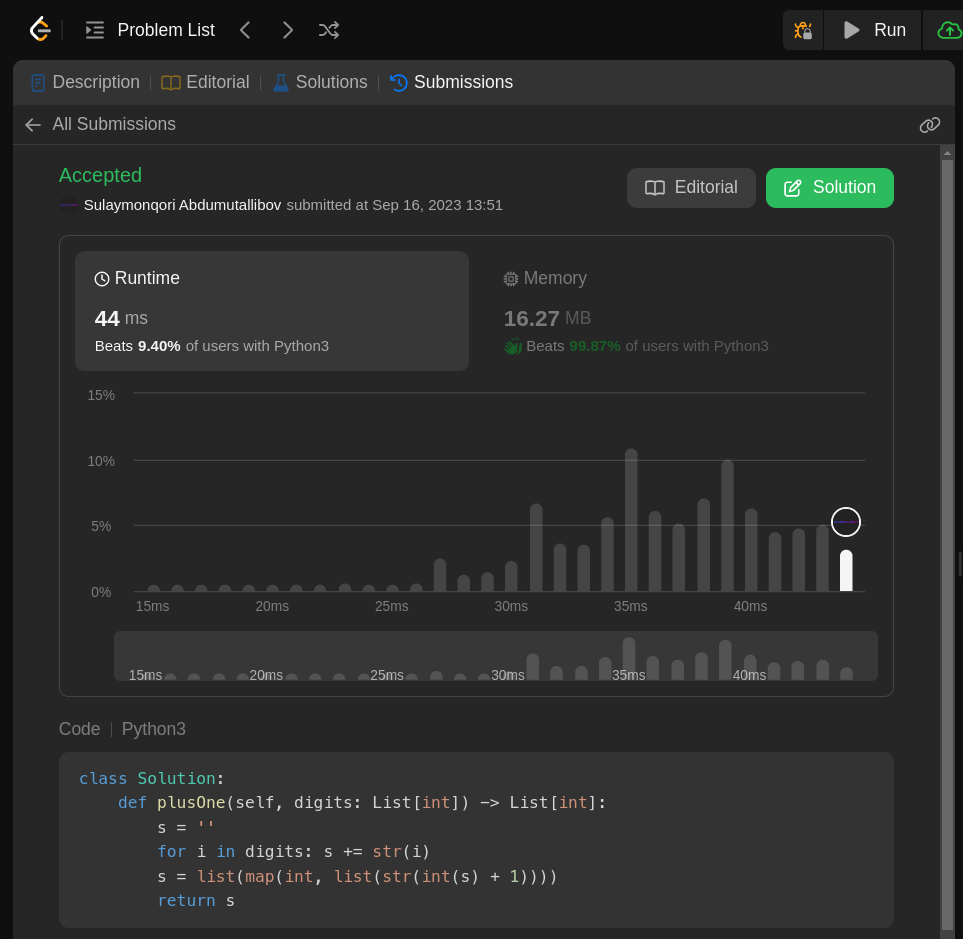 Problem List Run
Description Editorial Solutions Submissions
All Submissions
Accepted
Sulaymonqori Abdumutallibov submitted at Sep 16, 2023 13:51
Editorial Solution
Runtime
44 ms
Beats 9.40% of users with Python3
Memory
16.27 MB
Beats 99.87% of users with Python3
15%
10%
5%
0%
15ms 20ms 25ms 30ms 35ms 40ms
15ms 20ms 25ms 30ms 35ms 40ms
Code Python3
class Solution:
    def plusOne(self, digits: List[int]) -> List[int]:
        s = ''
        for i in digits: s += str(i)
        s = list(map(int, list(str(int(s) + 1))))
        return s